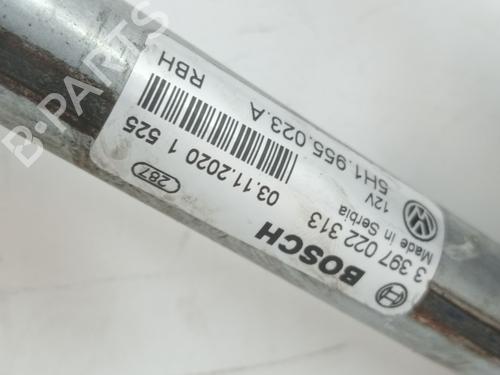 BOSCH
3 397 022 313
Made in Serbia
12V
5H1.955.023.A
RBH
03.11.2020 1 525
287
B-PARTS